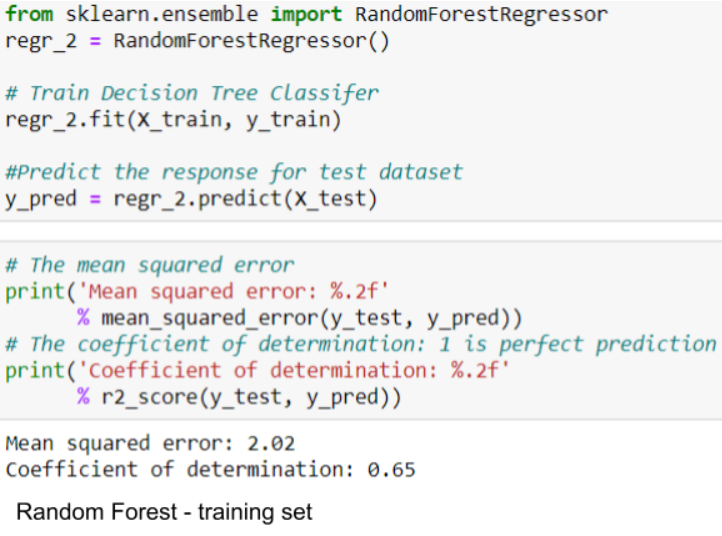 from sklearn.ensemble import RandomForestRegressor
regr_2 = RandomForestRegressor()
# Train Decision Tree Classifer
regr_2.fit(X_train, y_train)
#Predict the response for test dataset
y_pred = regr_2.predict(X_test)
# The mean squared error
print('Mean squared error: %.2f'
% mean_squared_error(y_test, y_pred))
# The coefficient of determination: 1 is perfect prediction
print('Coefficient of determination: %.2f'
% r2_score(y_test, y_pred))
Mean squared error: 2.02
Coefficient of determination: 0.65
Random Forest - training set